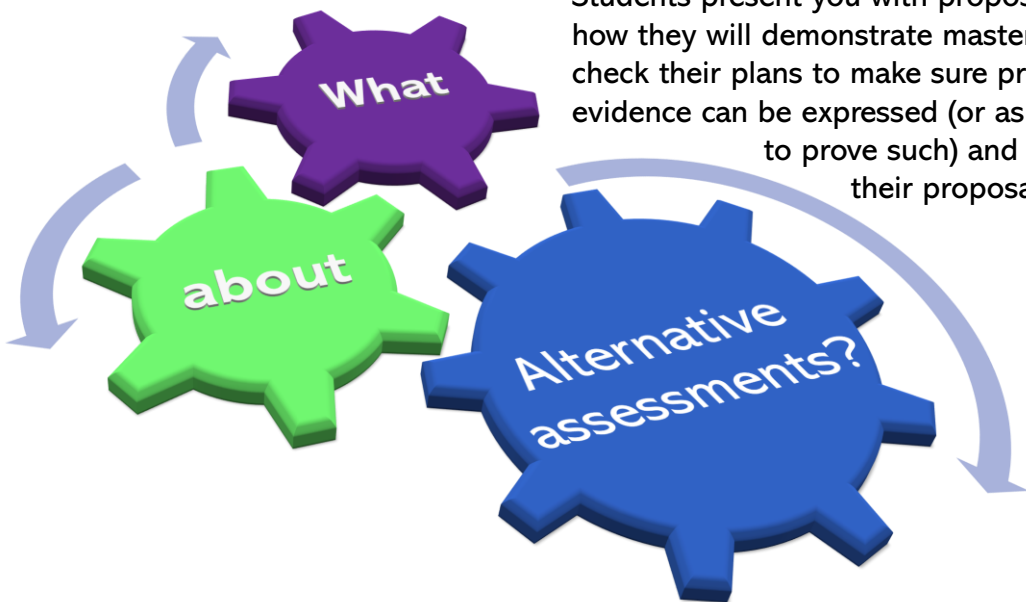 What
about
Alternative
assessments?
Students present you with
how they will demonstrate
check their plans to make sure
evidence can be expressed (or
to prove such) and
their